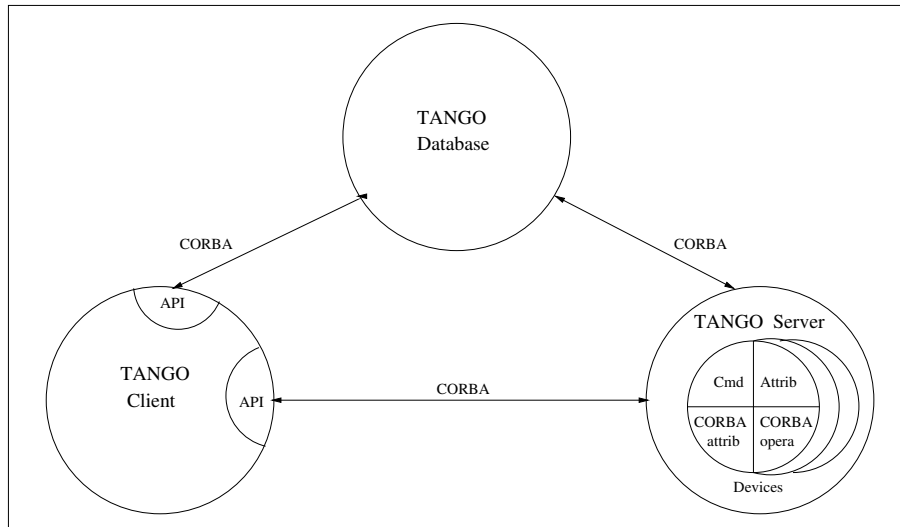 TANGO
Database
CORBA
CORBA
API
TANGO
Client
API
CORBA
TANGO Server
Cmd
Attrib
CORBA
attrib
CORBA
opera
Devices